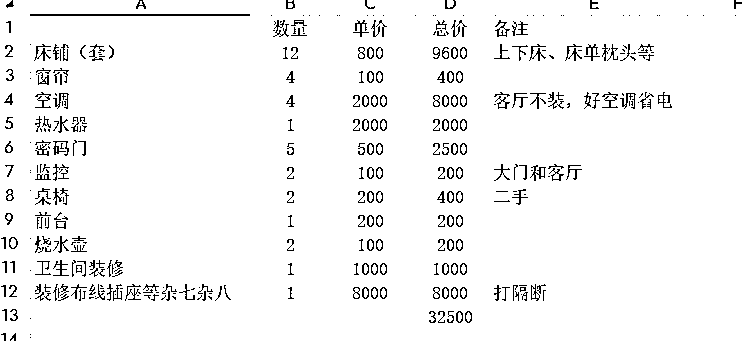 A B C D E F
1 数量 单价 总价 备注
2 床铺（套） 12 800 9600 上下床、床单枕头等
3 窗帘 4 100 400
4 空调 4 2000 8000 客厅不装，好空调省电
5 热水器 1 2000 2000
6 密码门 5 500 2500
7 监控 2 100 200 大门和客厅
8 桌椅 2 200 400 二手
9 前台 1 200 200
10 烧水壶 2 100 200
11 卫生间装修 1 1000 1000
12 装修布线插座等杂七杂八 1 8000 8000 打隔断
13 32500
14